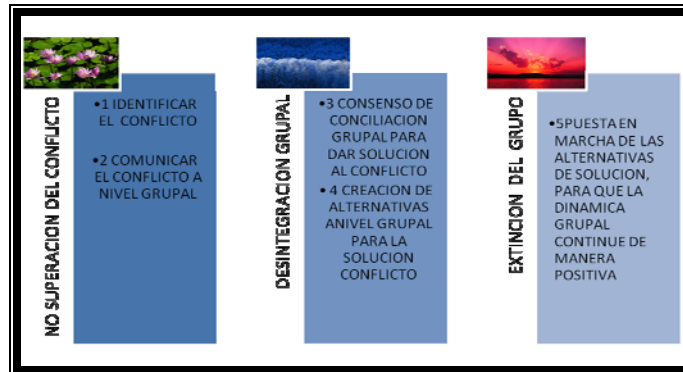 NO SUPERACION DEL CONFLICTO
•1 IDENTIFICAR
EL CONFLICTO
•2 COMUNICAR
EL CONFLICTO A
NIVEL GRUPAL
DESINTEGRACION GRUPAL
•3 CONSENSO DE
CONCILIACION
GRUPAL PARA
DAR SOLUCION
AL CONFLICTO
• 4 CREACION DE
ALTERNATIVAS
ANIVEL GRUPAL
PARA LA
SOLUCION
CONFLICTO
EXTINCION DEL GRUPO
•5PUESTA EN
MARCHA DE LAS
ALTERNATIVAS
DE SOLUCION,
PARA QUE LA
DINAMICA
GRUPAL
CONTINUE DE
MANERA
POSITIVA